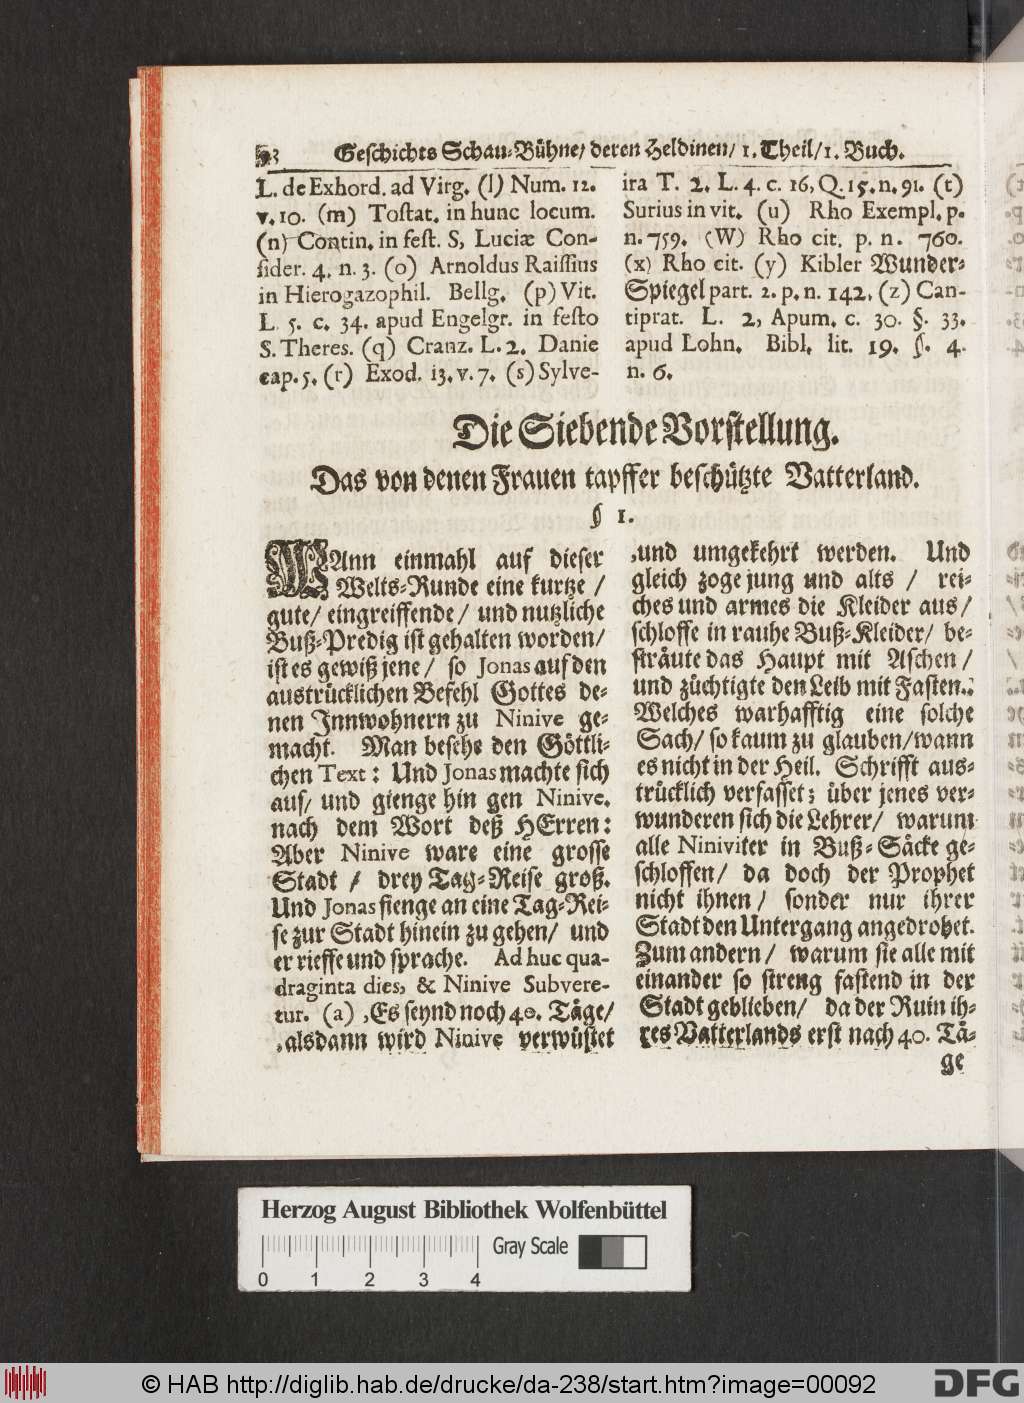 Geschichts Schau-Bühne/ deren Heldinen/ 1. Theil/ 1. Buch.
L. de Exhord. ad Virg. (l) Num. 12.
v. 10. (m) Tostat. in hunc locum.
(n) Contin. in fest. S, Luciæ Con-
sider. 4. n. 3. (o) Arnoldus Raissius
in Hierogazophil. Bellg. (p) Vit.
L. 5. c. 34. apud Engelgr. in festo
S. Theres. (q) Cranz. L. 2. Danie
cap. 5. (r) Exod. 13. v. 7. (s) Sylve-
ira T. 2. L. 4. c. 16, Q. 15. n. 91. (t)
Surius in vit. (u) Rho Exempl. p.
n. 759. (W) Rho cit. p. n. 760.
(x) Rho cit. (y) Kibler Wunder-
Spiegel part. 2. p. n. 142. (z) Can-
tiprat. L. 2, Apum. c. 30. §. 33.
apud Lohn. Bibl. lit. 19. §. 4.
n. 6.
Die Siebende Vorstellung.
Das von denen Frauen tapffer beschützte Vatterland.
§ 1.
WAnn einmahl auf dieser
Welts-Runde eine kurtze /
gute/ eingreiffende / und nutzliche
Buß-Predig ist gehalten worden/
ist es gewiß jene / so Jonas auf den
austrücklichen Befehl Gottes de-
nen Innwohnern zu Ninive ge-
macht. Man besehe den Göttli-
chen Text: Und Jonas machte sich
auf/ und gienge hin gen Ninive.
nach dem Wort deß HErren:
Aber Ninive ware eine grosse
Stadt / drey Tag-Reise groß.
Und Jonas fienge an eine Tag-Rei-
se zur Stadt hinein zu gehen/ und
er rieffe und sprache. Ad huc qua-
draginta dies, & Ninive Subvere-
tur. (a) ,Es seynd noch 40. Täge/
,alsdann wird Ninive verwüstet
,und umgekehrt werden. Und
gleich zoge jung und alts / rei-
ches und armes die Kleider aus/
schloffe in rauhe Buß-Kleider/ be-
sträute das Haupt mit Aschen /
und züchtigte den Leib mit Fasten.
Welches warhafftig eine solche
Sach/ so kaum zu glauben/ wann
es nicht in der Heil. Schrifft aus-
trücklich verfasset; über jenes ver-
wunderen sich die Lehrer/ warum
alle Niniviter in Buß-Säcke ge-
schloffen/ da doch der Prophet
nicht ihnen / sonder nur ihrer
Stadt den Untergang angedrohet.
Zum andern / warum sie alle mit
einander so streng fastend in der
Stadt geblieben/ da der Ruin ih-
res Vatterlands erst nach 40. Tä-
ge
Herzog August Bibliothek Wolfenbüttel
Gray Scale
0 1 2 3 4
© HAB http://diglib.hab.de/drucke/da-238/start.htm?image=00092
DFG